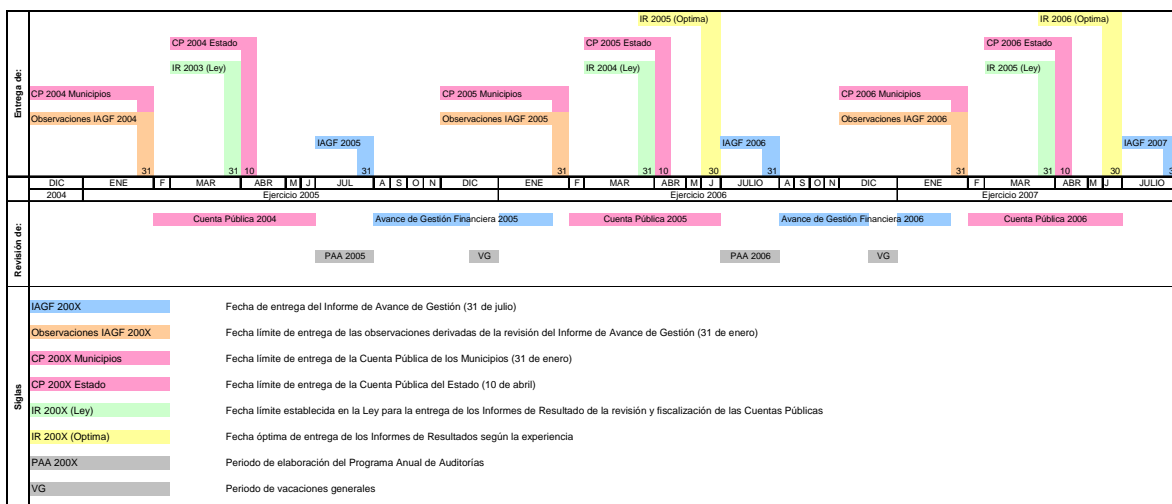 IR 2005 (Optima) IR 2006 (Optima)
CP 2004 Estado CP 2005 Estado CP 2006 Estado
IR 2003 (Ley) IR 2004 (Ley) IR 2005 (Ley)
CP 2004 Municipios CP 2005 Municipios CP 2006 Municipios
Observaciones IAGF 2004 Observaciones IAGF 2005 Observaciones IAGF 2006
IAGF 2005 IAGF 2006 IAGF 2007
Entrega de:
31 31 10 31 31 31 10 30 31 31 31 10 30
DIC ENE F MAR ABR M J JUL A S O N DIC ENE F MAR ABR M J JULIO A S O N DIC ENE F MAR ABR M J JULIO
2004 Ejercicio 2005 Ejercicio 2006 Ejercicio 2007
Revisión de:
Cuenta Pública 2004 Avance de Gestión Financiera 2005 Cuenta Pública 2005 Avance de Gestión Financiera 2006 Cuenta Pública 2006
PAA 2005 VG PAA 2006 VG
Siglas
IAGF 200X Fecha de entrega del Informe de Avance de Gestión (31 de julio)
Observaciones IAGF 200X Fecha límite de entrega de las observaciones derivadas de la revisión del Informe de Avance de Gestión (31 de enero)
CP 200X Municipios Fecha límite de entrega de la Cuenta Pública de los Municipios (31 de enero)
CP 200X Estado Fecha límite de entrega de la Cuenta Pública del Estado (10 de abril)
IR 200X (Ley) Fecha límite establecida en la Ley para la entrega de los Informes de Resultado de la revisión y fiscalización de las Cuentas Públicas
IR 200X (Optima) Fecha óptima de entrega de los Informes de Resultados según la experiencia
PAA 200X Periodo de elaboración del Programa Anual de Auditorías
VG Periodo de vacaciones generales